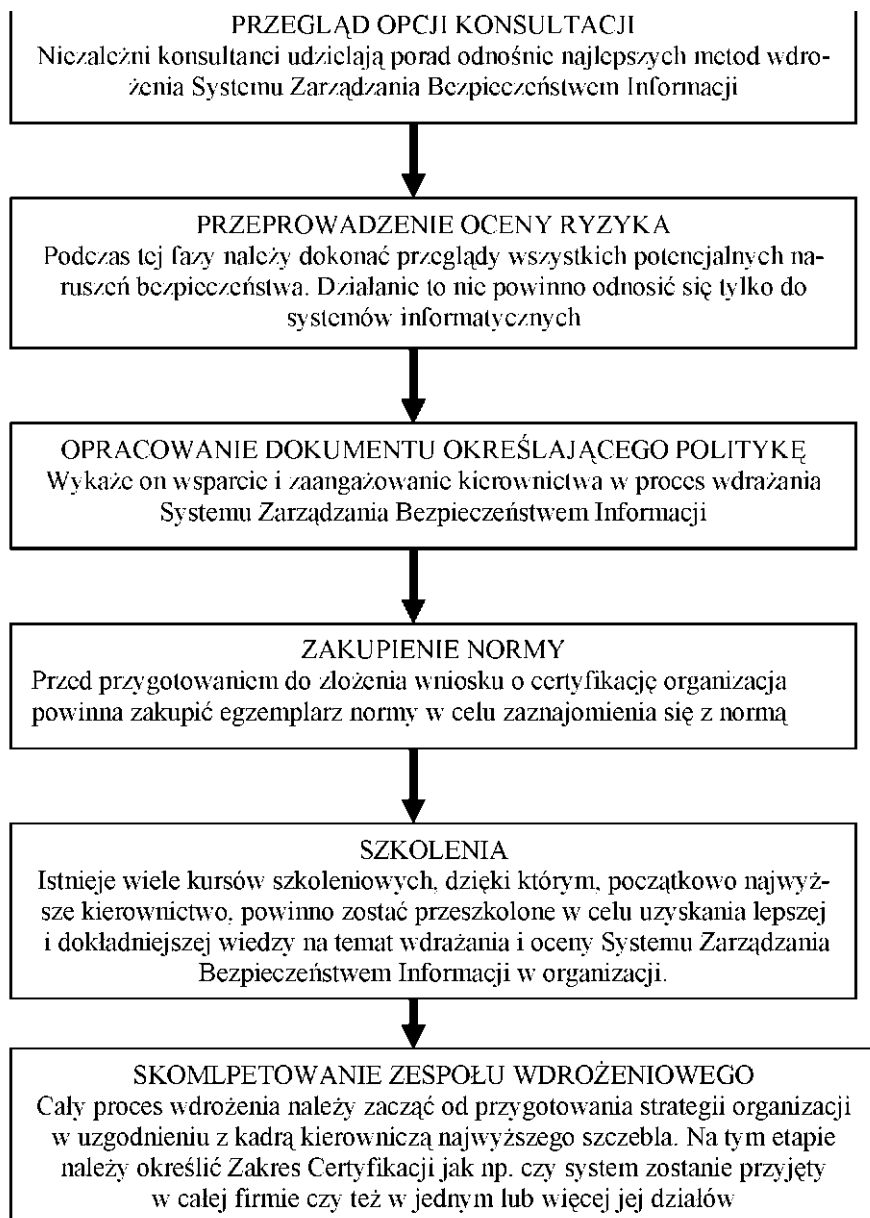 PRZEGLĄD OPCJI KONSULTACJI
Niezależni konsultanci udzielają porad odnośnie najlepszych metod wdro-
żenia Systemu Zarządzania Bezpieczeństwem Informacji
PRZEPROWADZENIE OCENY RYZYKA
Podczas tej fazy należy dokonać przeglądy wszystkich potencjalnych na-
ruszeń bezpieczeństwa. Działanie to nie powinno odnosić się tylko do
systemów informatycznych
OPRACOWANIE DOKUMENTU OKREŚLAJĄCEGO POLITYKĘ
Wykaże on wsparcie i zaangażowanie kierownictwa w proces wdrażania
Systemu Zarządzania Bezpieczeństwem Informacji
ZAKUPIENIE NORMY
Przed przygotowaniem do złożenia wniosku o certyfikację organizacja
powinna zakupić egzemplarz normy w celu zaznajomienia się z normą
SZKOLENIA
Istnieje wiele kursów szkoleniowych, dzięki którym, początkowo najwyż-
sze kierownictwo, powinno zostać przeszkolone w celu uzyskania lepszej
i dokładniejszej wiedzy na temat wdrażania i oceny Systemu Zarządzania
Bezpieczeństwem Informacji w organizacji.
SKOMLPETOWANIE ZESPOŁU WDROŻENIOWEGO
Cały proces wdrożenia należy zacząć od przygotowania strategii organizacji
w uzgodnieniu z kadrą kierowniczą najwyższego szczebla. Na tym etapie
należy określić Zakres Certyfikacji jak np. czy system zostanie przyjęty
w całej firmie czy też w jednym lub więcej jej działów